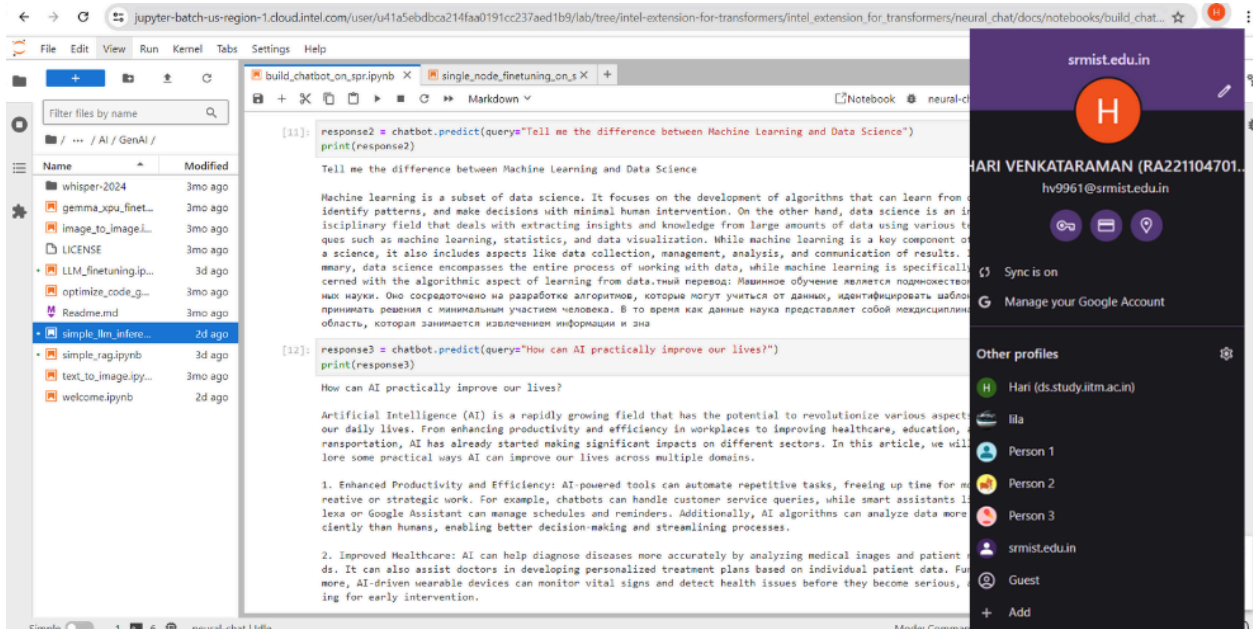 jupyter-batch-us-region-1.cloud.intel.com/user/u41a5ebdbca214faa0191cc237aed1b9/lab/tree/intel-extension-for-transformers/intel_extension_for_transformers/neural_chat/docs/notebooks/build_chat...
H
File Edit View Run Kernel Tabs Settings Help
build_chatbot_on_spr.ipynb
single_node_finetuning_on_s
Filter files by name
/ ··· / AI / GenAI /
Name Modified
whisper-2024 3mo ago
gemma_xpu_finet... 3mo ago
image_to_image.i... 3mo ago
LICENSE 3mo ago
LLM_finetuning.ip... 3d ago
optimize_code_g... 3mo ago
Readme.md 3mo ago
simple_llm_infere... 2d ago
simple_rag.ipynb 3d ago
text_to_image.ipy... 3mo ago
welcome.ipynb 2d ago
Markdown
Notebook
neural-ch
[11]: response2 = chatbot.predict(query="Tell me the difference between Machine Learning and Data Science")
print(response2)
Tell me the difference between Machine Learning and Data Science
Machine learning is a subset of data science. It focuses on the development of algorithms that can learn from
identify patterns, and make decisions with minimal human intervention. On the other hand, data science is an in
isciplinary field that deals with extracting insights and knowledge from large amounts of data using various te
ques such as machine learning, statistics, and data visualization. While machine learning is a key component of
a science, it also includes aspects like data collection, management, analysis, and communication of results.
mmary, data science encompasses the entire process of working with data, while machine learning is specifically
cerned with the algorithmic aspect of learning from data.тный перевод: Машинное обучение является подмножеством
ных науки. Оно сосредоточено на разработке алгоритмов, которые могут учиться от данных, идентифицировать шаблон
принимать решения с минимальным участием человека. В то время как данные наука представляет собой междисциплина
область, которая занимается извлечением информации и зна
[12]: response3 = chatbot.predict(query="How can AI practically improve our lives?")
print(response3)
How can AI practically improve our lives?
Artificial Intelligence (AI) is a rapidly growing field that has the potential to revolutionize various aspects
our daily lives. From enhancing productivity and efficiency in workplaces to improving healthcare, education,
ransportation, AI has already started making significant impacts on different sectors. In this article, we will
lore some practical ways AI can improve our lives across multiple domains.
1. Enhanced Productivity and Efficiency: AI-powered tools can automate repetitive tasks, freeing up time for mo
reative or strategic work. For example, chatbots can handle customer service queries, while smart assistants li
lexa or Google Assistant can manage schedules and reminders. Additionally, AI algorithms can analyze data more
ciently than humans, enabling better decision-making and streamlining processes.
2. Improved Healthcare: AI can help diagnose diseases more accurately by analyzing medical images and patient
ds. It can also assist doctors in developing personalized treatment plans based on individual patient data. Fur
more, AI-driven wearable devices can monitor vital signs and detect health issues before they become serious,
ing for early intervention.
srmist.edu.in
H
HARI VENKATARAMAN (RA221104701..
hv9961@srmist.edu.in
Sync is on
G Manage your Google Account
Other profiles
H Hari (ds.study.iitm.ac.in)
lila
Person 1
Person 2
Person 3
srmist.edu.in
Guest
+ Add
Simple 1 6 neural-chat | Idle
Mode: Comman